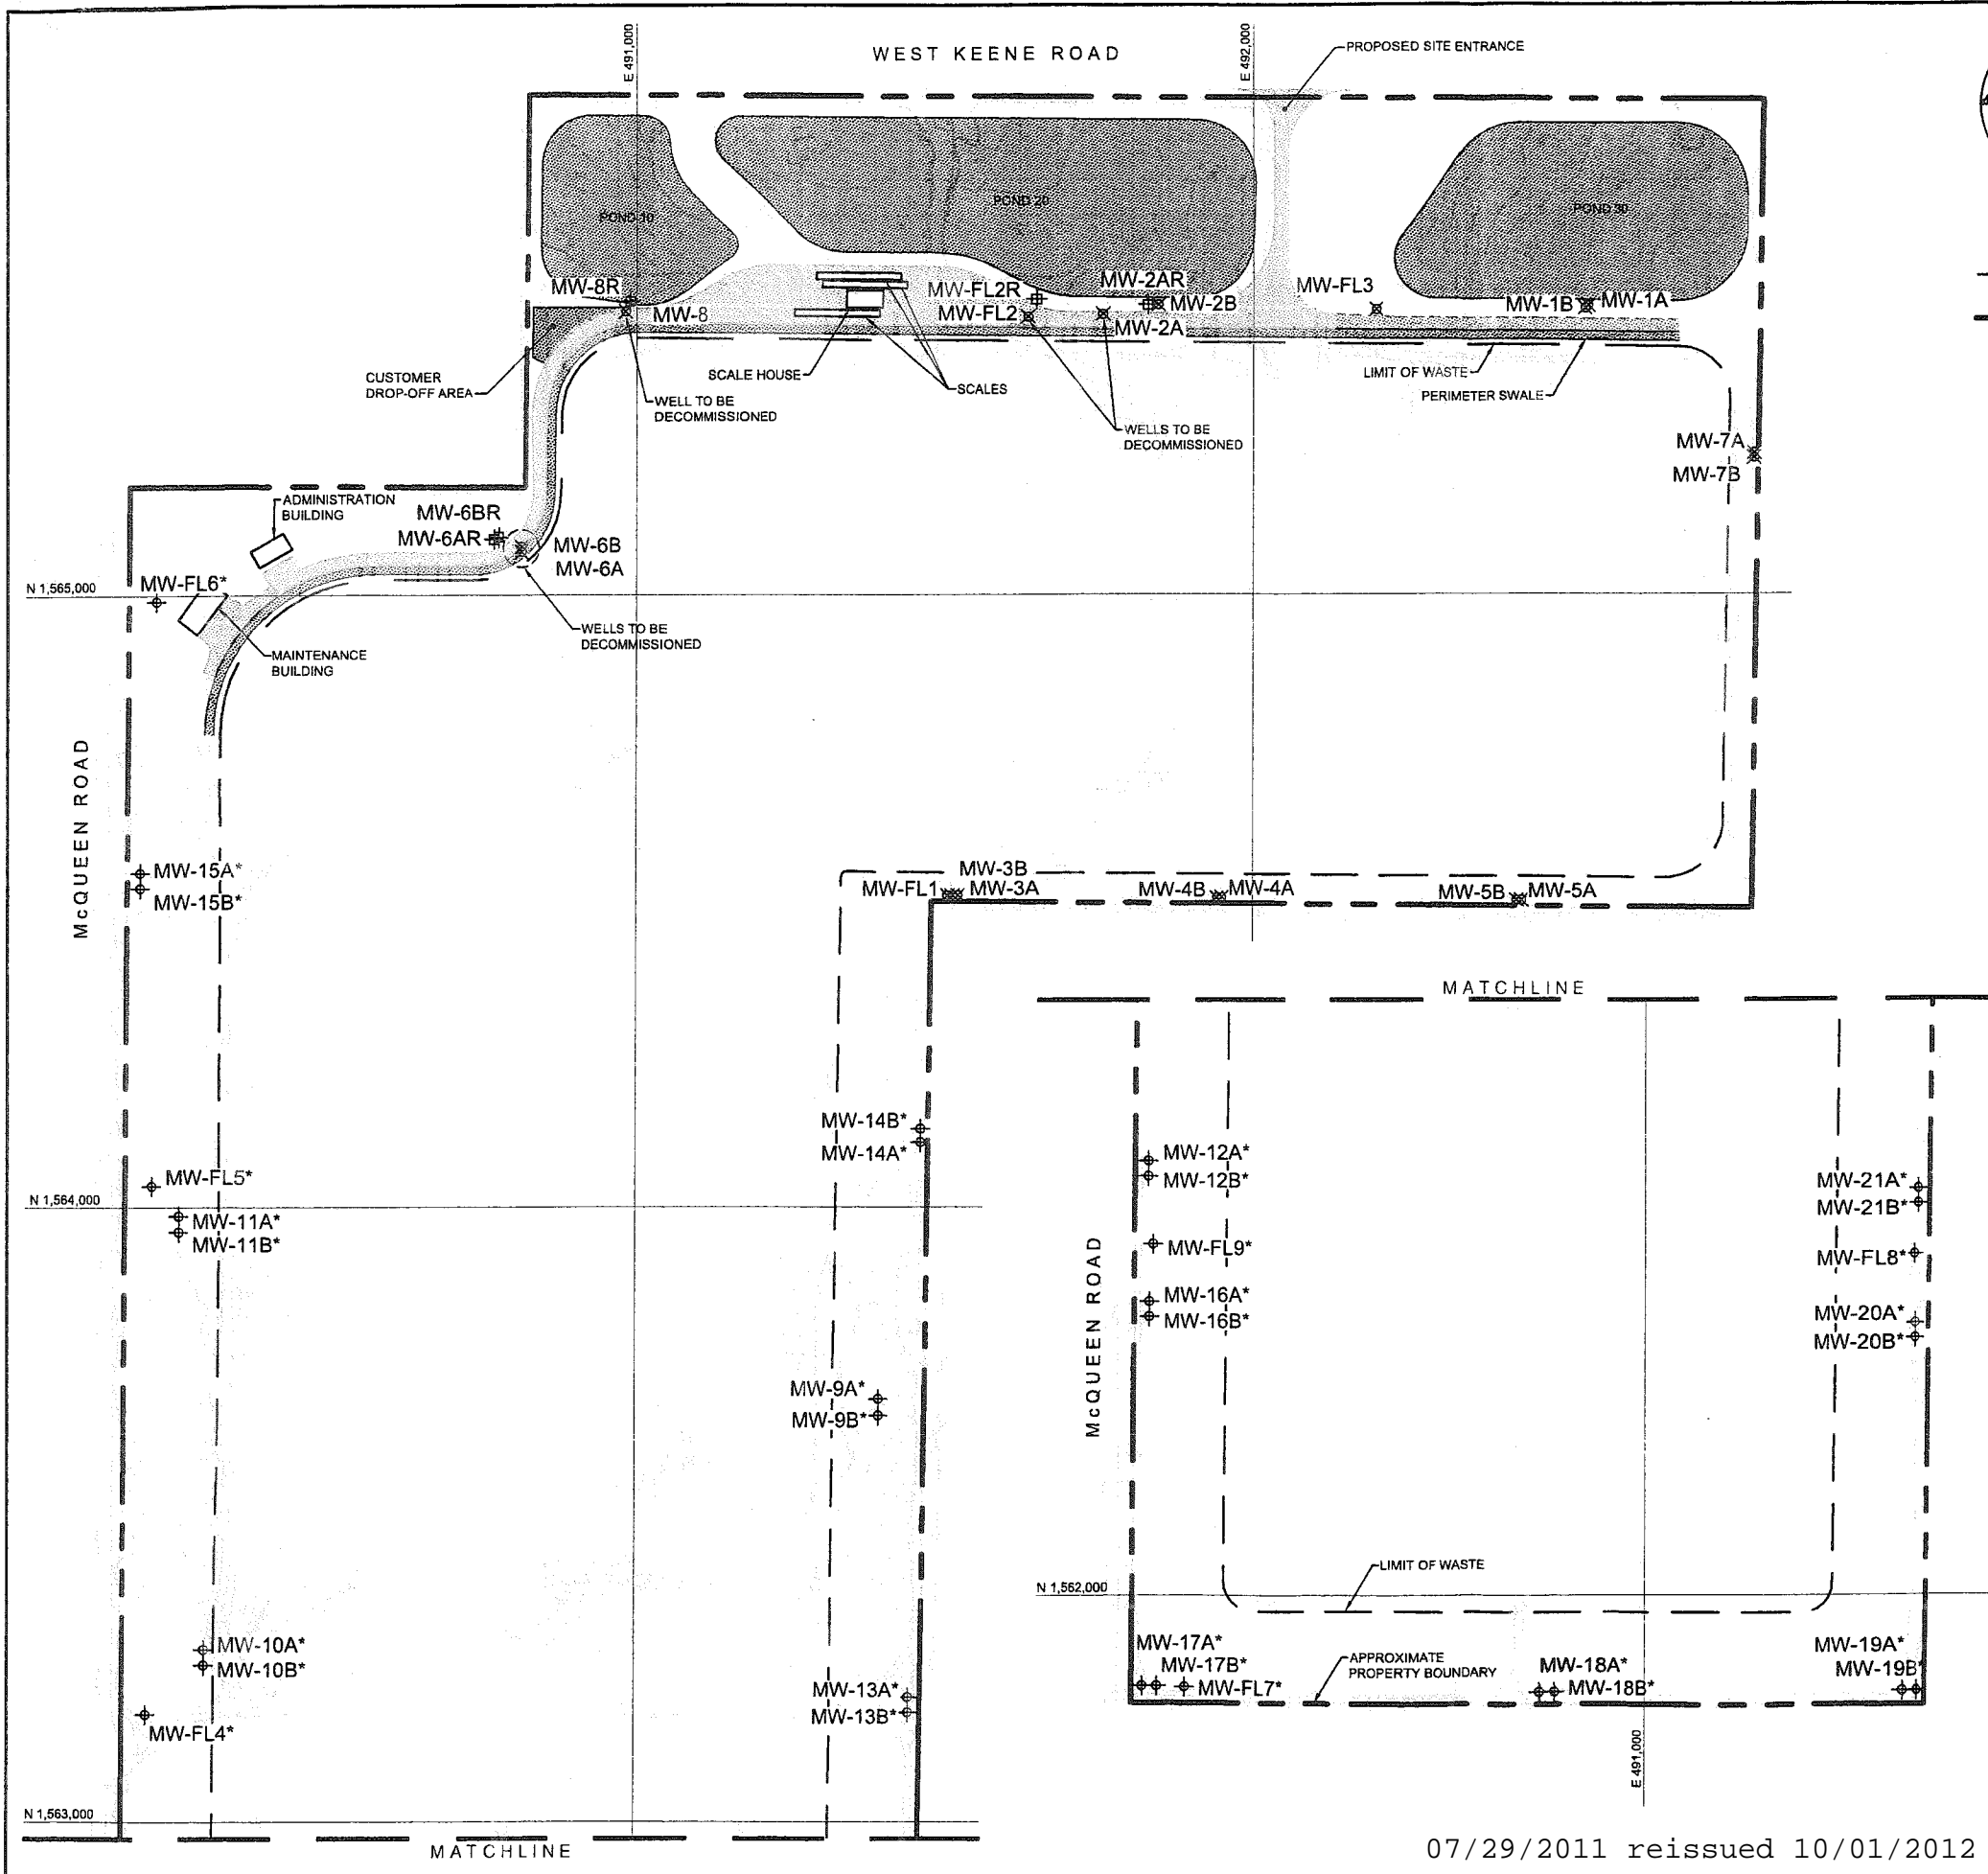 WEST KEENE ROAD
E 491,000
E 492,000
PROPOSED SITE ENTRANCE
POND 10
POND 20
POND 30
MW-8R
MW-8
MW-FL2R
MW-FL2
MW-2AR
MW-2B
MW-2A
MW-FL3
MW-1B
MW-1A
CUSTOMER
DROP-OFF AREA
SCALE HOUSE
SCALES
WELL TO BE
DECOMMISSIONED
WELLS TO BE
DECOMMISSIONED
LIMIT OF WASTE
PERIMETER SWALE
MW-7A
MW-7B
ADMINISTRATION
BUILDING
MW-6BR
MW-6AR
MW-6B
MW-6A
N 1,565,000
MW-FL6*
WELLS TO BE
DECOMMISSIONED
MAINTENANCE
BUILDING
McQUEEN ROAD
MW-15A*
MW-15B*
MW-3B
MW-FL1
MW-3A
MW-4B
MW-4A
MW-5B
MW-5A
MATCHLINE
MW-14B*
MW-14A*
MW-FL5*
N 1,564,000
MW-11A*
MW-11B*
MW-12A*
MW-12B*
MW-21A*
MW-21B*
McQUEEN ROAD
MW-FL9*
MW-FL8*
MW-16A*
MW-16B*
MW-20A*
MW-20B*
MW-9A*
MW-9B*
LIMIT OF WASTE
N 1,562,000
MW-10A*
MW-10B*
MW-17A*
MW-17B*
MW-FL7*
APPROXIMATE
PROPERTY BOUNDARY
MW-18A*
MW-18B*
MW-19A*
MW-19B*
MW-13A*
MW-13B*
MW-FL4*
E 491,000
N 1,563,000
MATCHLINE
07/29/2011 reissued 10/01/2012